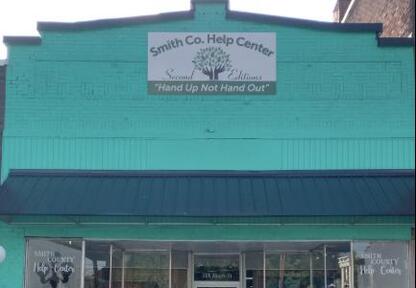 Smith Co. Help Center
Second Editions
"Hand Up Not Hand Out"
SMITH
COUNTY
Help Center
SMITH
COUNTY
Help Center